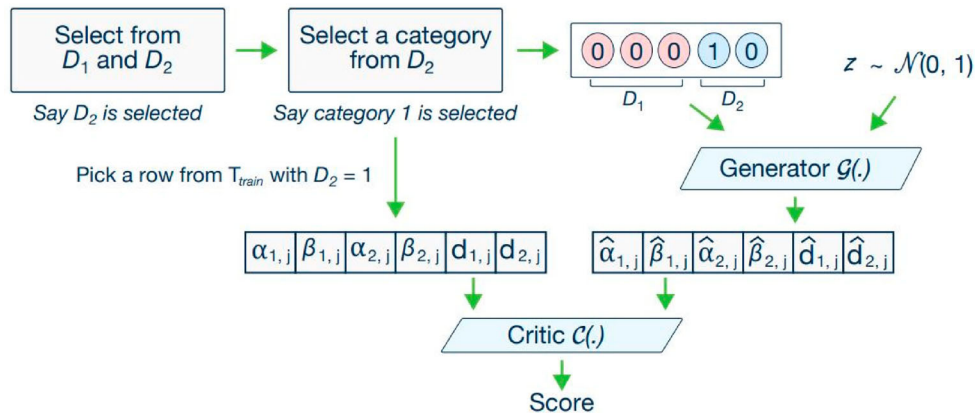 Select from
D₁ and D₂
Say D₂ is selected
Select a category
from D₂
Say category 1 is selected
0 0 0 1 0
D₁ D₂
z ~ 𝒩(0, 1)
Pick a row from T_train with D₂ = 1
Generator 𝒢(.)
α₁,ⱼ β₁,ⱼ α₂,ⱼ β₂,ⱼ d₁,ⱼ d₂,ⱼ
α̂₁,ⱼ β̂₁,ⱼ α̂₂,ⱼ β̂₂,ⱼ d̂₁,ⱼ d̂₂,ⱼ
Critic 𝒞(.)
Score